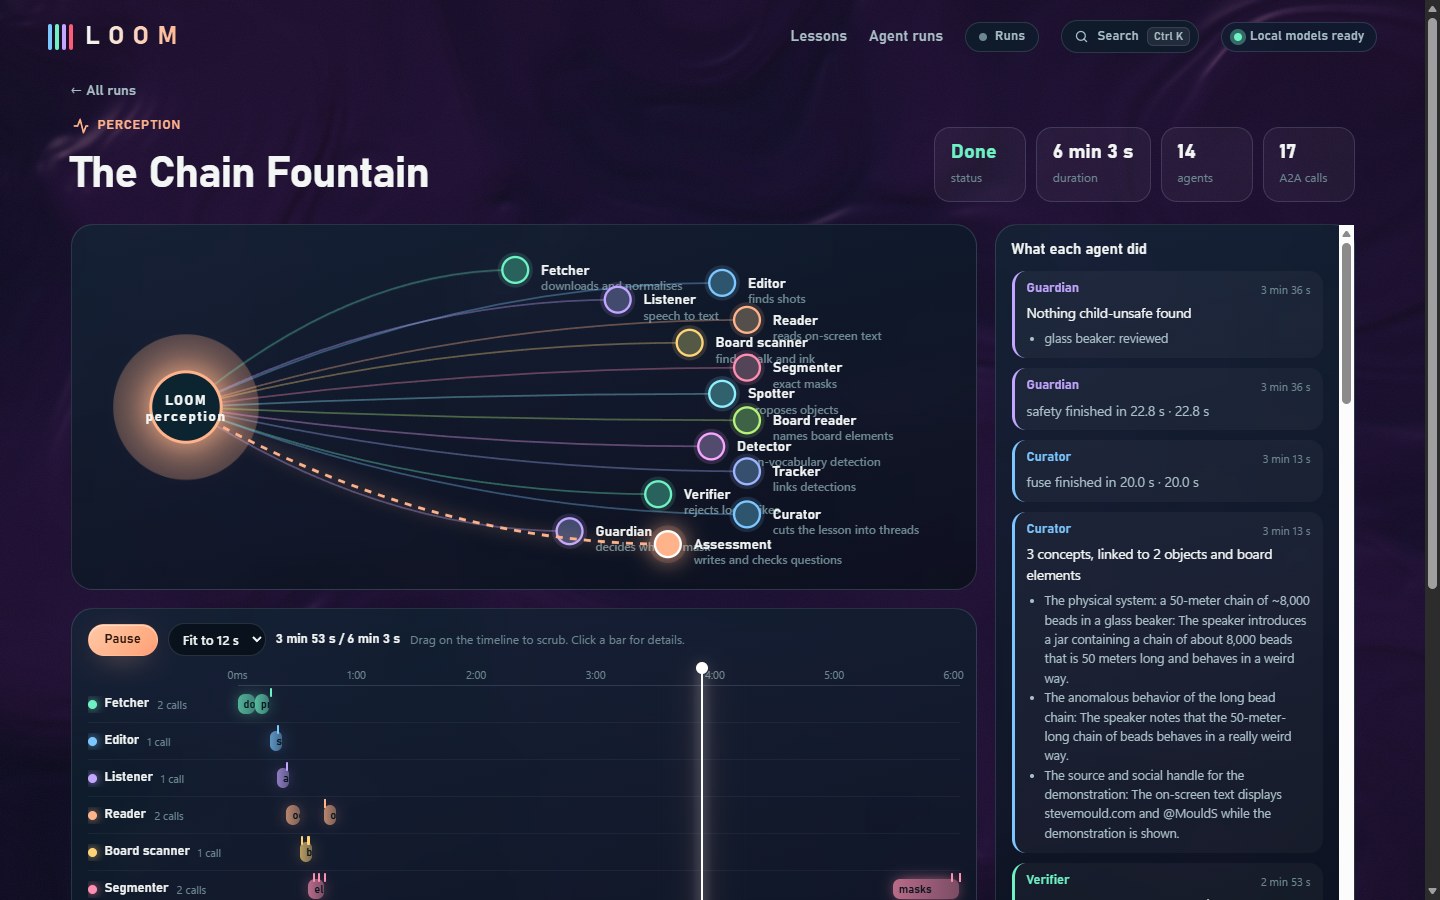 LOOM
Lessons
Agent runs
Runs
Search
Ctrl K
Local models ready
← All runs
PERCEPTION
The Chain Fountain
Done
status
6 min 3 s
duration
14
agents
17
A2A calls
LOOM
perception
Fetcher
downloads and normalises
Editor
finds shots
Listener
speech to text
Reader
reads on-screen text
Board scanner
and ink
Segmenter
exact masks
Spotter
objects
Board reader
names board elements
Detector
detection
Tracker
links detections
Verifier
rejects
Curator
cuts the lesson into threads
Guardian
decides
Assessment
writes and checks questions
Pause
Fit to 12 s
3 min 53 s / 6 min 3 s
Drag on the timeline to scrub. Click a bar for details.
0ms
1:00
2:00
3:00
4:00
5:00
6:00
Fetcher 2 calls
Editor 1 call
Listener 1 call
Reader 2 calls
Board scanner 1 call
Segmenter 2 calls
masks
What each agent did
Guardian
3 min 36 s
Nothing child-unsafe found
• glass beaker: reviewed
Guardian
3 min 36 s
safety finished in 22.8 s · 22.8 s
Curator
3 min 13 s
fuse finished in 20.0 s · 20.0 s
Curator
3 min 13 s
3 concepts, linked to 2 objects and board
elements
• The physical system: a 50-meter chain of ~8,000
beads in a glass beaker: The speaker introduces
a jar containing a chain of about 8,000 beads
that is 50 meters long and behaves in a weird
way.
• The anomalous behavior of the long bead
chain: The speaker notes that the 50-meter-
long chain of beads behaves in a really weird
way.
• The source and social handle for the
demonstration: The on-screen text displays
stevemould.com and @MouldS while the
demonstration is shown.
Verifier
2 min 53 s